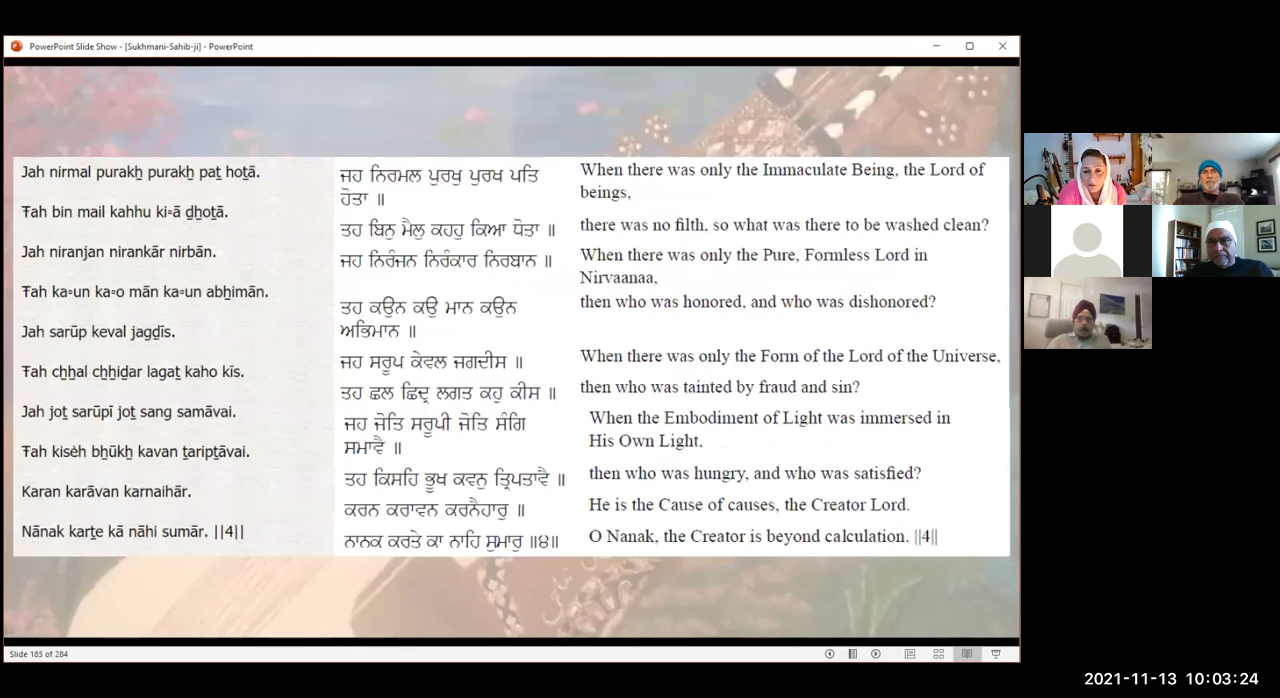 PowerPoint Slide Show - [Sukhmani-Sahib-ji] - PowerPoint
Jah nirmal purakẖ purakẖ paṯ hoṯā.
Ŧah bin mail kahhu ki-ā ḏẖoṯā.
Jah niranjan nirankār nirbān.
Ŧah ka-un ka-o mān ka-un abẖimān.
Jah sarūp keval jagḏīs.
Ŧah cẖẖal cẖẖiḏar lagaṯ kaho kīs.
Jah joṯ sarūpī joṯ sang samāvai.
Ŧah kisėh bẖūkẖ kavan ṯaripṯāvai.
Karan karāvan karnaihār.
Nānak karṯe kā nāhi sumār. ||4||
ਜਹ ਨਿਰਮਲ ਪੁਰਖੁ ਪੁਰਖ ਪਤਿ
ਹੋਤਾ ॥
ਤਹ ਬਿਨੁ ਮੈਲੁ ਕਹਹੁ ਕਿਆ ਧੋਤਾ ॥
ਜਹ ਨਿਰੰਜਨ ਨਿਰੰਕਾਰ ਨਿਰਬਾਨ ॥
ਤਹ ਕਉਨ ਕਉ ਮਾਨ ਕਉਨ
ਅਭਿਮਾਨ ॥
ਜਹ ਸਰੂਪ ਕੇਵਲ ਜਗਦੀਸ ॥
ਤਹ ਛਲ ਛਿਦ੍ਰ ਲਗਤ ਕਹੁ ਕੀਸ ॥
ਜਹ ਜੋਤਿ ਸਰੂਪੀ ਜੋਤਿ ਸੰਗਿ
ਸਮਾਵੈ ॥
ਤਹ ਕਿਸਹਿ ਭੂਖ ਕਵਨੁ ਤ੍ਰਿਪਤਾਵੈ ॥
ਕਰਨ ਕਰਾਵਨ ਕਰਨੈਹਾਰੁ ॥
ਨਾਨਕ ਕਰਤੇ ਕਾ ਨਾਹਿ ਸੁਮਾਰੁ ॥੪॥
When there was only the Immaculate Being, the Lord of
beings,
there was no filth, so what was there to be washed clean?
When there was only the Pure, Formless Lord in
Nirvaanaa,
then who was honored, and who was dishonored?
When there was only the Form of the Lord of the Universe,
then who was tainted by fraud and sin?
When the Embodiment of Light was immersed in
His Own Light,
then who was hungry, and who was satisfied?
He is the Cause of causes, the Creator Lord.
O Nanak, the Creator is beyond calculation. ||4||
Slide 185 of 284
2021-11-13 10:03:24